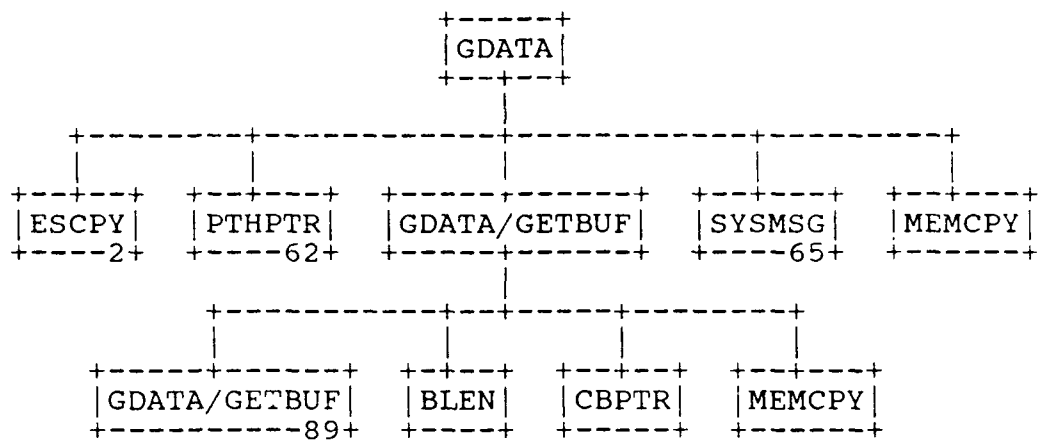 GDATA
ESCPY PTHPTR GDATA/GETBUF SYSMSG MEMCPY
2 62 65
GDATA/GETBUF BLEN CBPTR MEMCPY
89